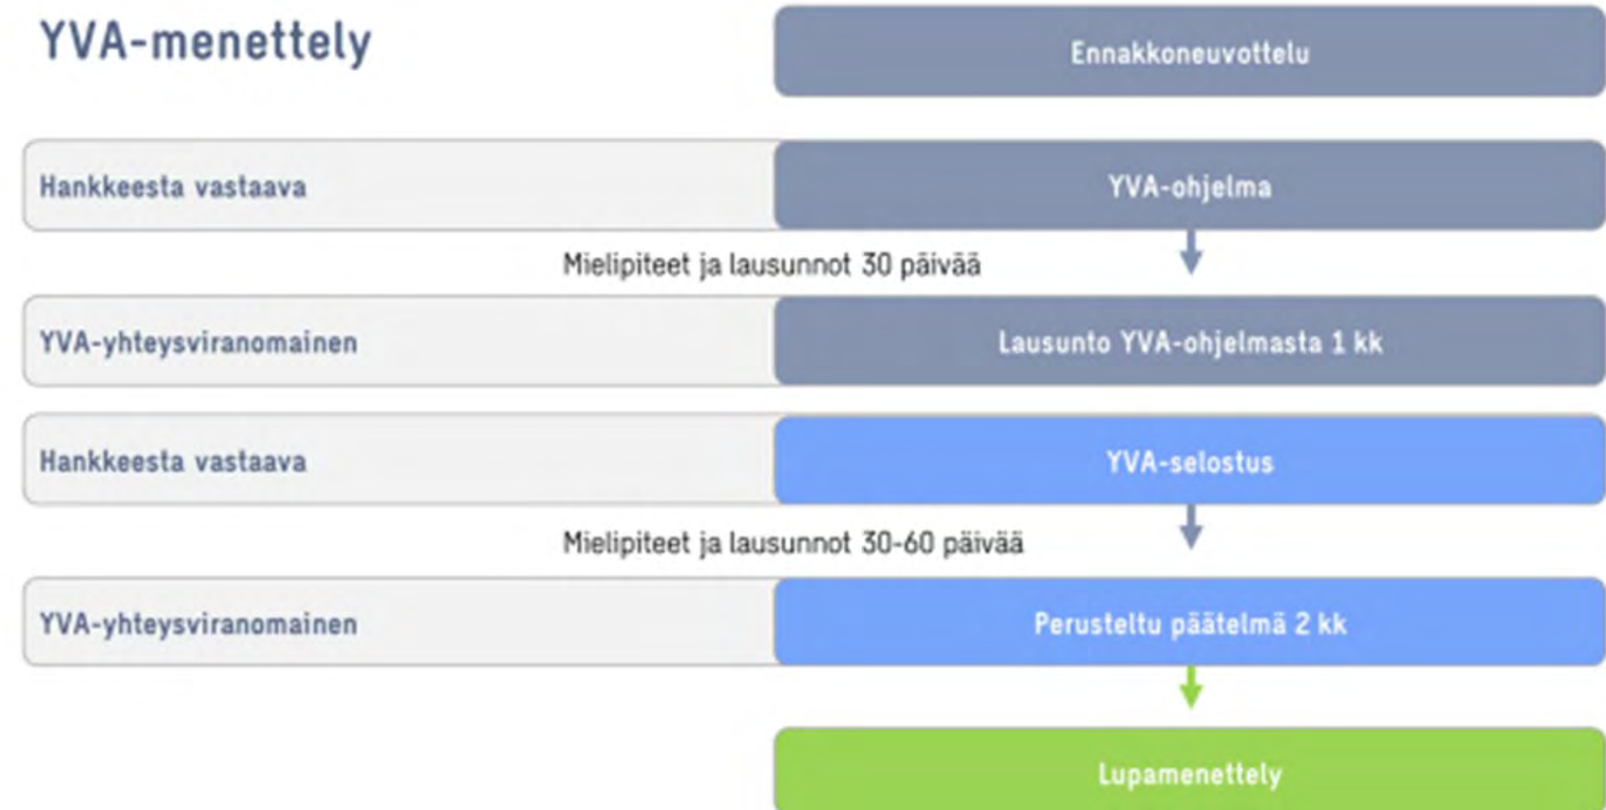 YVA-menettely
Ennakkoneuvottelu
Hankkeesta vastaava
YVA-ohjelma
Mielipiteet ja lausunnot 30 päivää
YVA-yhteysviranomainen
Lausunto YVA-ohjelmasta 1 kk
Hankkeesta vastaava
YVA-selostus
Mielipiteet ja lausunnot 30-60 päivää
YVA-yhteysviranomainen
Perusteltu päätelmä 2 kk
Lupamenettely